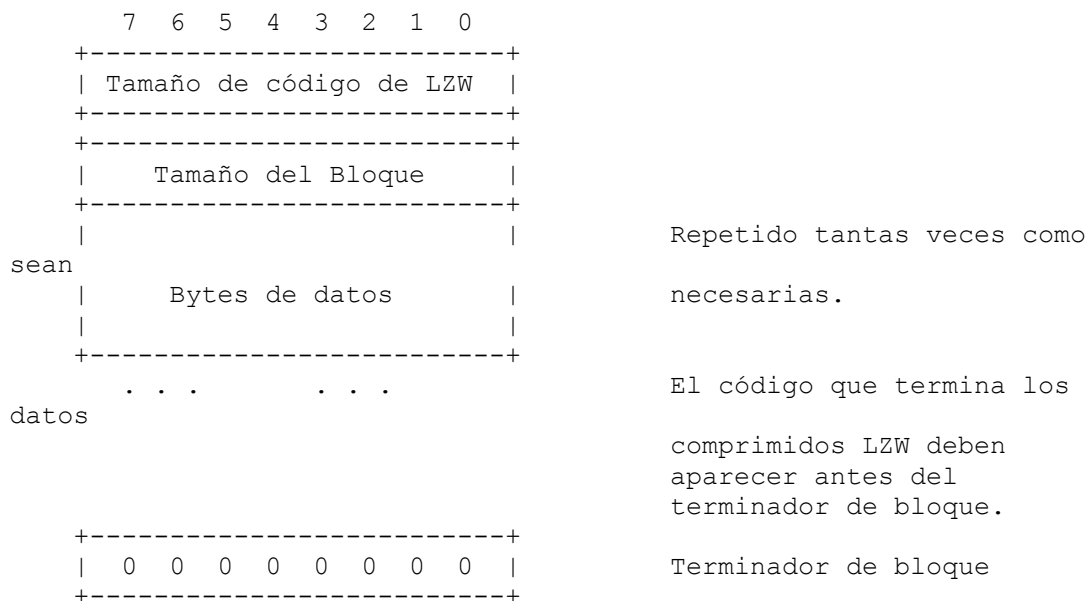 7 6 5 4 3 2 1 0
+--------------------------+
| Tamaño de código de LZW |
+--------------------------+
+--------------------------+
| Tamaño del Bloque |
+--------------------------+
| | Repetido tantas veces como
sean
| Bytes de datos | necesarias.
| |
+--------------------------+
. . . . . . El código que termina los
datos
comprimidos LZW deben
aparecer antes del
terminador de bloque.
+--------------------------+
| 0 0 0 0 0 0 0 0 | Terminador de bloque
+--------------------------+